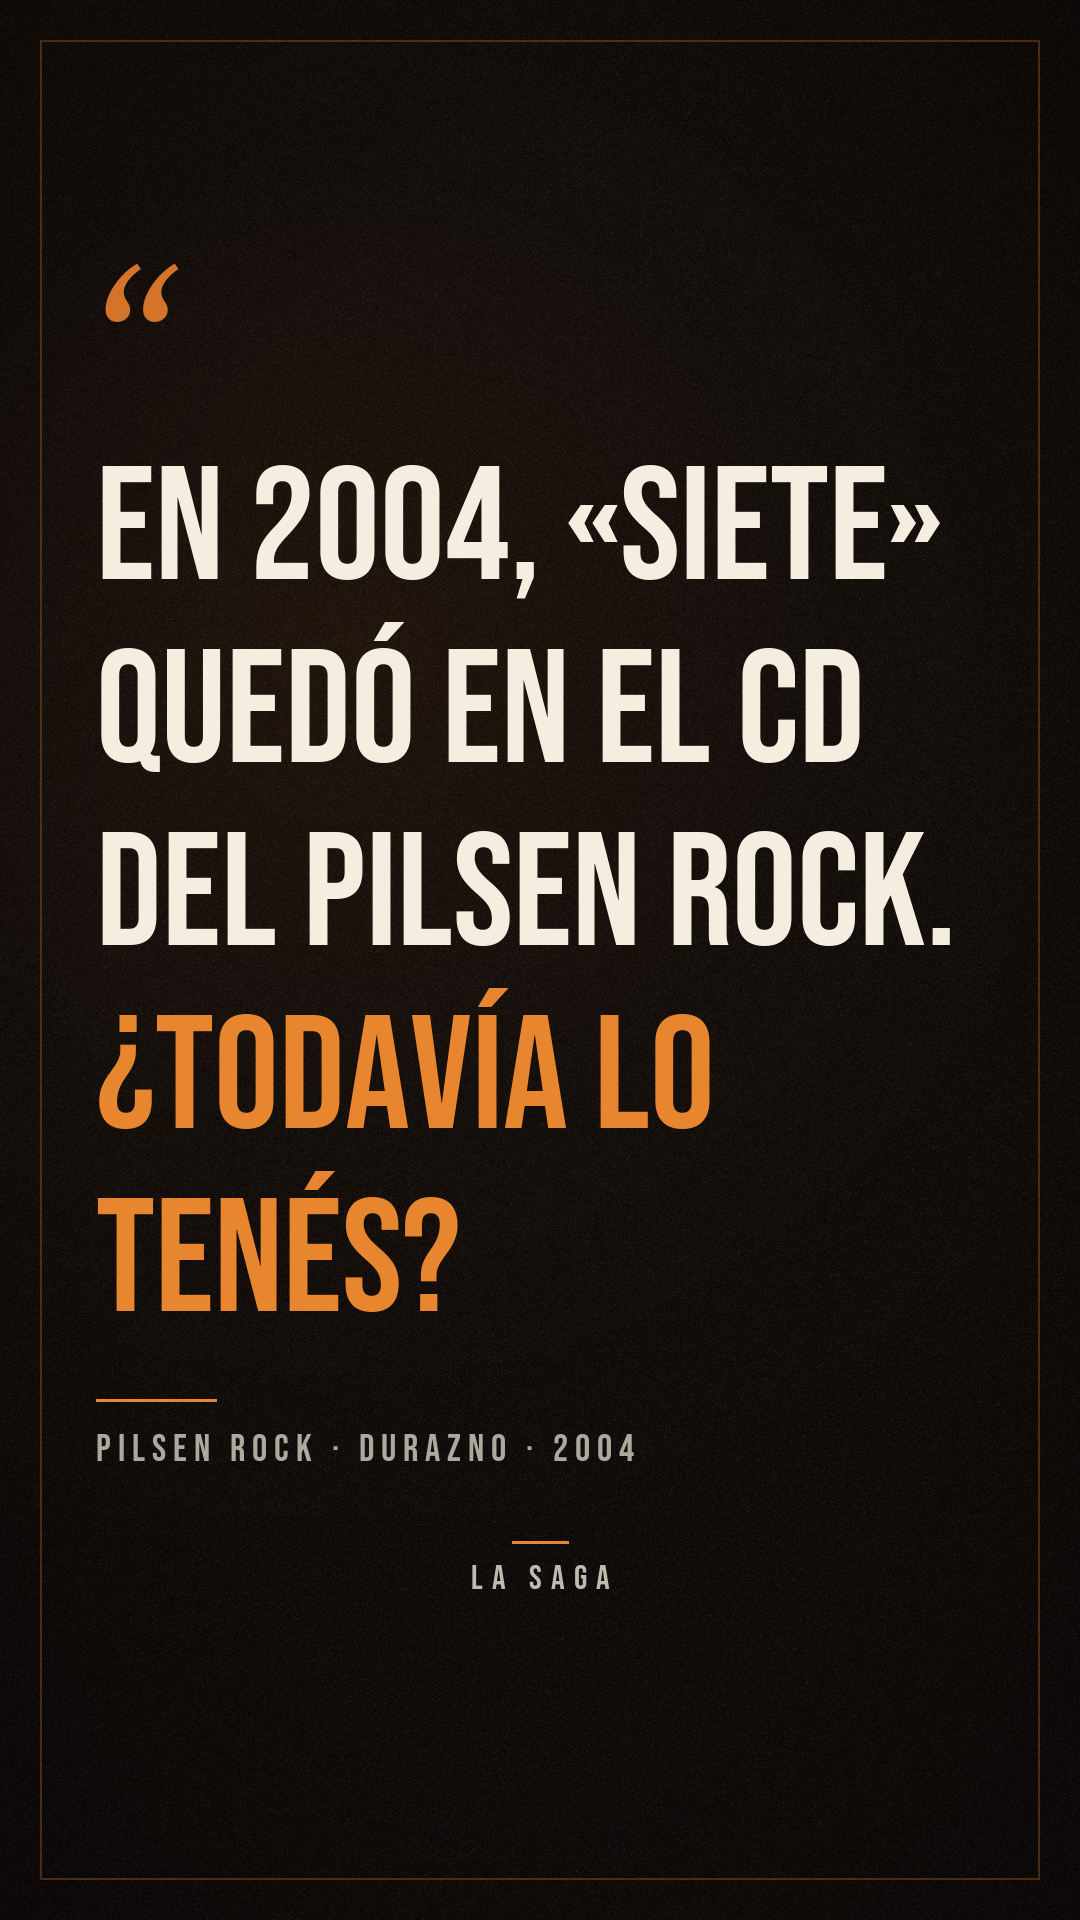 “
EN 2004, «SIETE»
QUEDÓ EN EL CD
DEL PILSEN ROCK.
¿TODAVÍA LO
TENÉS?
PILSEN ROCK · DURAZNO · 2004
LA SAGA